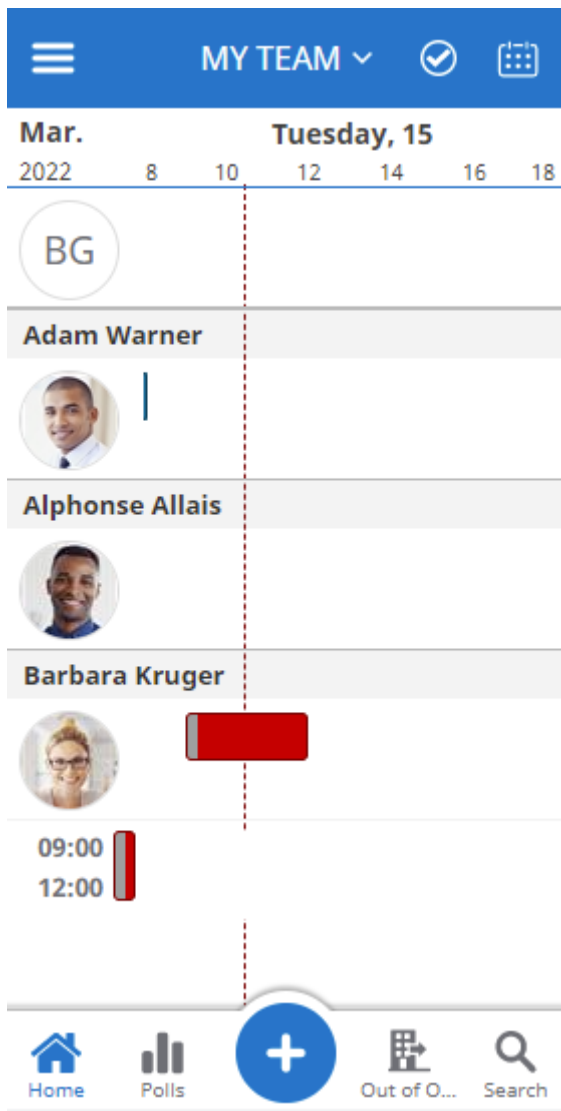 MY TEAM
Mar. Tuesday, 15
2022 8 10 12 14 16 18
BG
Adam Warner
Alphonse Allais
Barbara Kruger
09:00
12:00
Home Polls + Out of O... Search